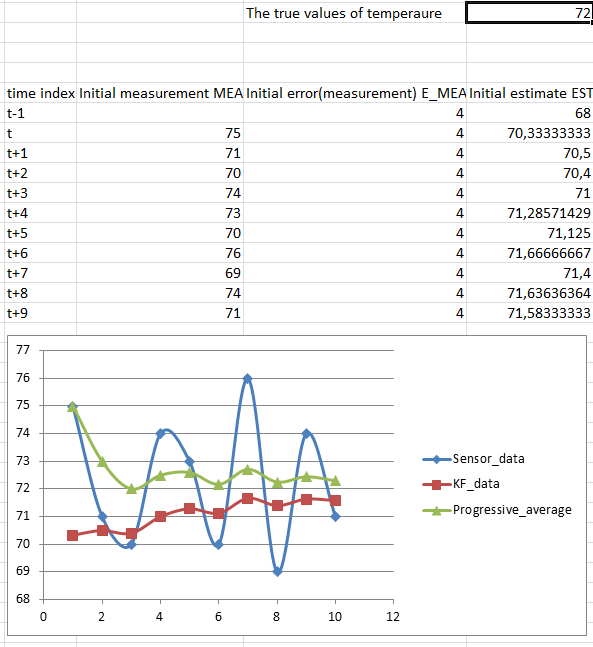 The true values of temperaure 72
time index Initial measurement MEA Initial error(measurement) E_MEA Initial estimate EST
t-1 4 68
t 75 4 70,33333333
t+1 71 4 70,5
t+2 70 4 70,4
t+3 74 4 71
t+4 73 4 71,28571429
t+5 70 4 71,125
t+6 76 4 71,66666667
t+7 69 4 71,4
t+8 74 4 71,63636364
t+9 71 4 71,58333333
77
76
75
74
73
72
71
70
69
68
0 2 4 6 8 10 12
Sensor_data
KF_data
Progressive_average